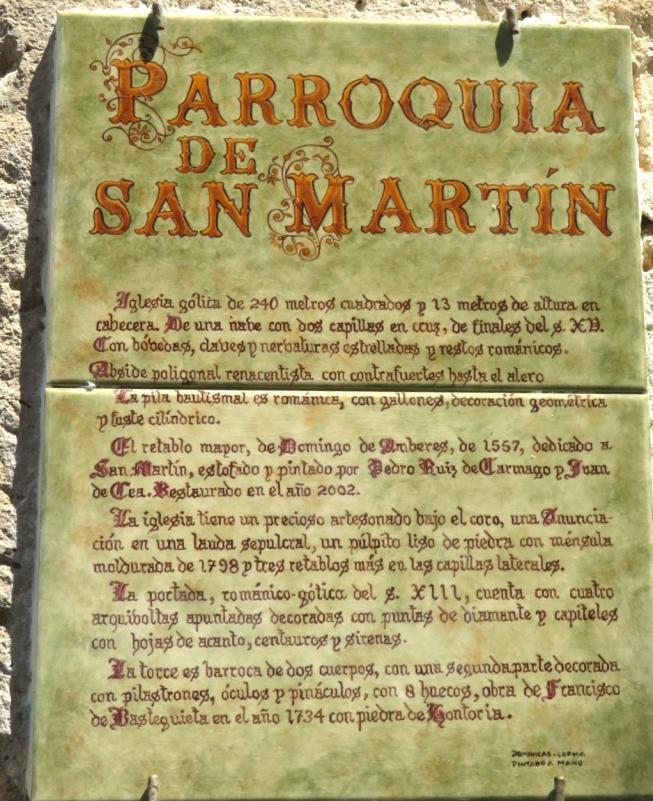 PARROQUIA
DE
SAN MARTÍN
Iglesia gótica de 240 metros cuadrados y 13 metros de altura en
cabecera. De una nave con dos capillas en cruz, de finales del s. XV.
Con bóvedas, claves y nervaturas estrelladas y restos románicos.
Abside poligonal renacentista con contrafuertes hasta el alero
La pila bautismal es románica, con gallones, decoración geométrica
y fuste cilíndrico.
El retablo mayor, de Domingo de Amberes, de 1557, dedicado a
San Martín, estofado y pintado por Pedro Ruiz de Carmago y Juan
de Cea. Restaurado en el año 2002.
La iglesia tiene un precioso artesonado bajo el coro, una Anuncia-
ción en una lauda sepulcral, un púlpito liso de piedra con ménsula
moldurada de 1798 y tres retablos más en las capillas laterales.
La portada, románico-gótica del s. XIII, cuenta con cuatro
arquiboltas apuntadas decoradas con puntas de diamante y capiteles
con hojas de acanto, centauros y sirenas.
La torre es barroca de dos cuerpos, con una segunda parte decorada
con pilastrones, óculos y pináculos, con 8 huecos, obra de Francisco
de Bastequieta en el año 1734 con piedra de Hontoria.
DOMINICAS-LERMA
PINTADO A MANO